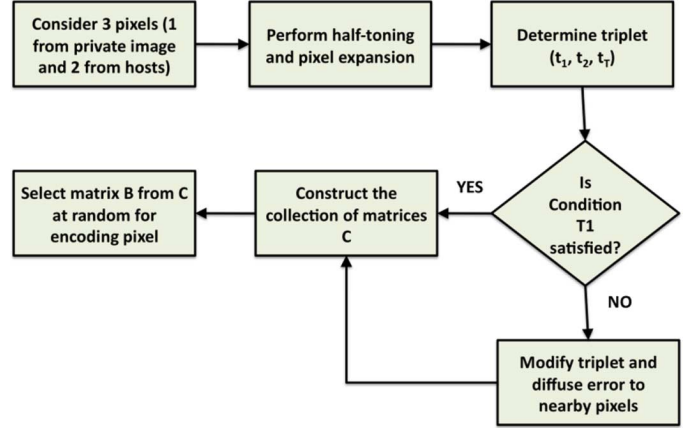 Consider 3 pixels (1
from private image
and 2 from hosts)
Perform half-toning
and pixel expansion
Determine triplet
(t₁, t₂, t_T)
Is
Condition
T1
satisfied?
YES
Construct the
collection of matrices
C
Select matrix B from C
at random for
encoding pixel
NO
Modify triplet and
diffuse error to
nearby pixels